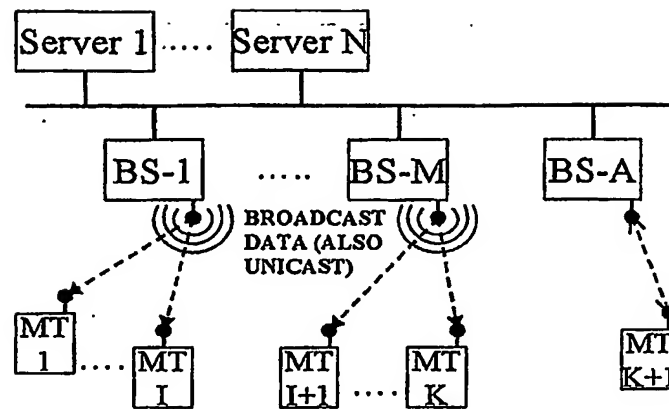 Server 1 ..... Server N
BS-1 ..... BS-M BS-A
BROADCAST
DATA (ALSO
UNICAST)
MT
1 .....
MT
I
MT
I+1 ....
MT
K
MT
K+1